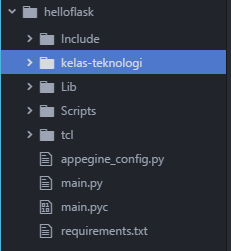 helloflask
Include
kelas-teknologi
Lib
Scripts
tcl
appegine_config.py
main.py
main.pyc
requirements.txt